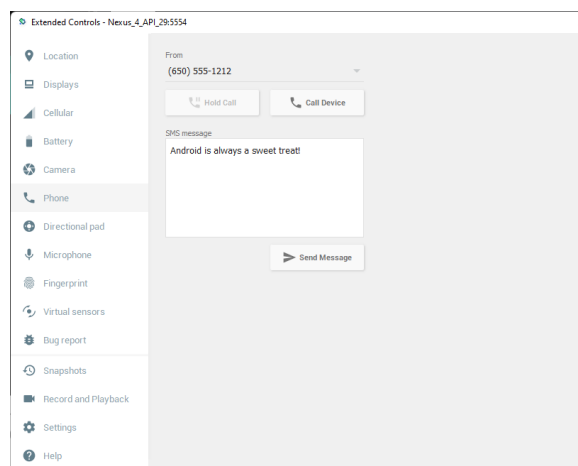 Extended Controls - Nexus_4_API_29:5554
Location
Displays
Cellular
Battery
Camera
Phone
Directional pad
Microphone
Fingerprint
Virtual sensors
Bug report
Snapshots
Record and Playback
Settings
Help
From
(650) 555-1212
Hold Call
Call Device
SMS message
Android is always a sweet treat!
Send Message